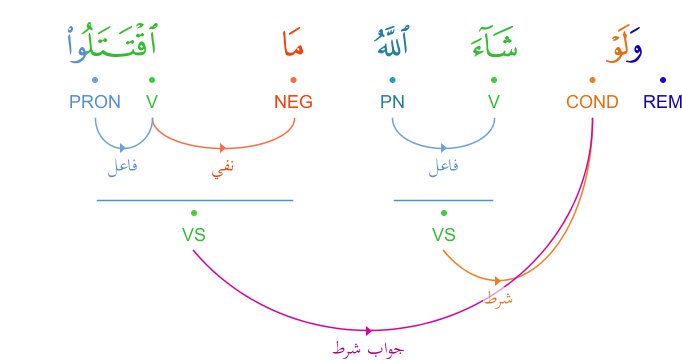 وَلَوْ شَآءَ ٱللَّهُ مَا ٱقْتَتَلُوا۟
REM COND V PN NEG V PRON
فاعل نفي فاعل
VS VS
شرط
جواب شرط